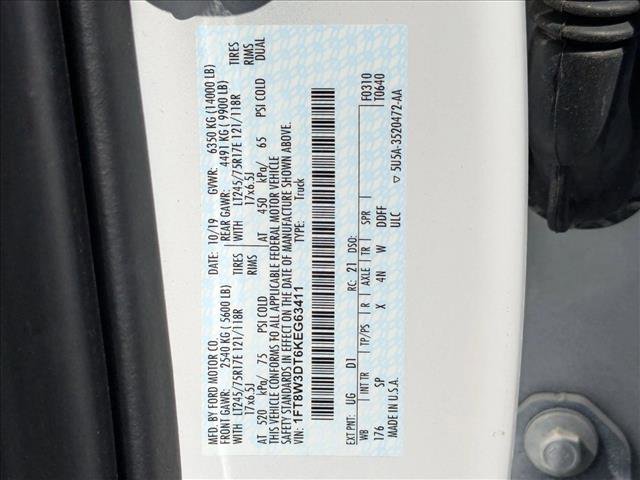 MFD. BY FORD MOTOR CO. DATE: 10/19 GVWR: 6350 KG ( 14000 LB)
FRONT GAWR: 2540 KG ( 5600 LB) REAR GAWR: 4491 KG ( 9900 LB)
WITH LT245/75R17E 121/118R TIRES WITH LT245/75R17E 121/118R TIRES
17x6.5J RIMS 17x6.5J RIMS
AT 520 kPa/ 75 PSI COLD AT 450 kPa/ 65 PSI COLD DUAL
THIS VEHICLE CONFORMS TO ALL APPLICABLE FEDERAL MOTOR VEHICLE
SAFETY STANDARDS IN EFFECT ON THE DATE OF MANUFACTURE SHOWN ABOVE.
VIN: 1FT8W3DT6KEG63411 TYPE: Truck
F0310
T0640
EXT PNT: UG D1 RC: 21 DSO:
WB INT TR TP/PS R AXLE TR SPR
176 SP X 4N W DDFF
MADE IN U.S.A. ULC
▽ 5U5A-3520472-AA